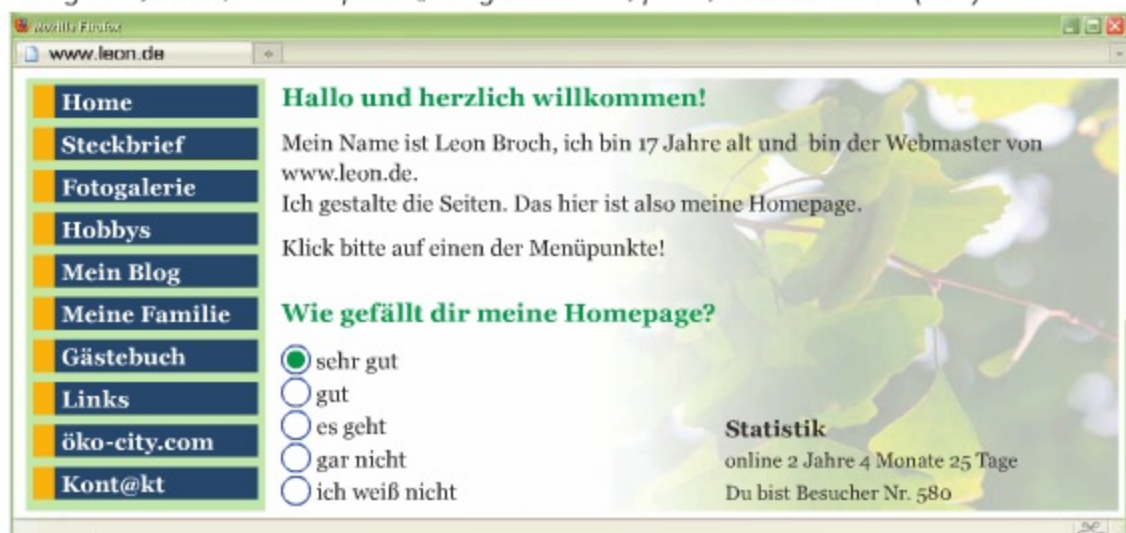 Mozilla Firefox
www.leon.de
Home
Steckbrief
Fotogalerie
Hobbys
Mein Blog
Meine Familie
Gästebuch
Links
öko-city.com
Kont@kt
Hallo und herzlich willkommen!
Mein Name ist Leon Broch, ich bin 17 Jahre alt und bin der Webmaster von
www.leon.de.
Ich gestalte die Seiten. Das hier ist also meine Homepage.
Klick bitte auf einen der Menüpunkte!
Wie gefällt dir meine Homepage?
sehr gut
gut
es geht
gar nicht
ich weiß nicht
Statistik
online 2 Jahre 4 Monate 25 Tage
Du bist Besucher Nr. 580